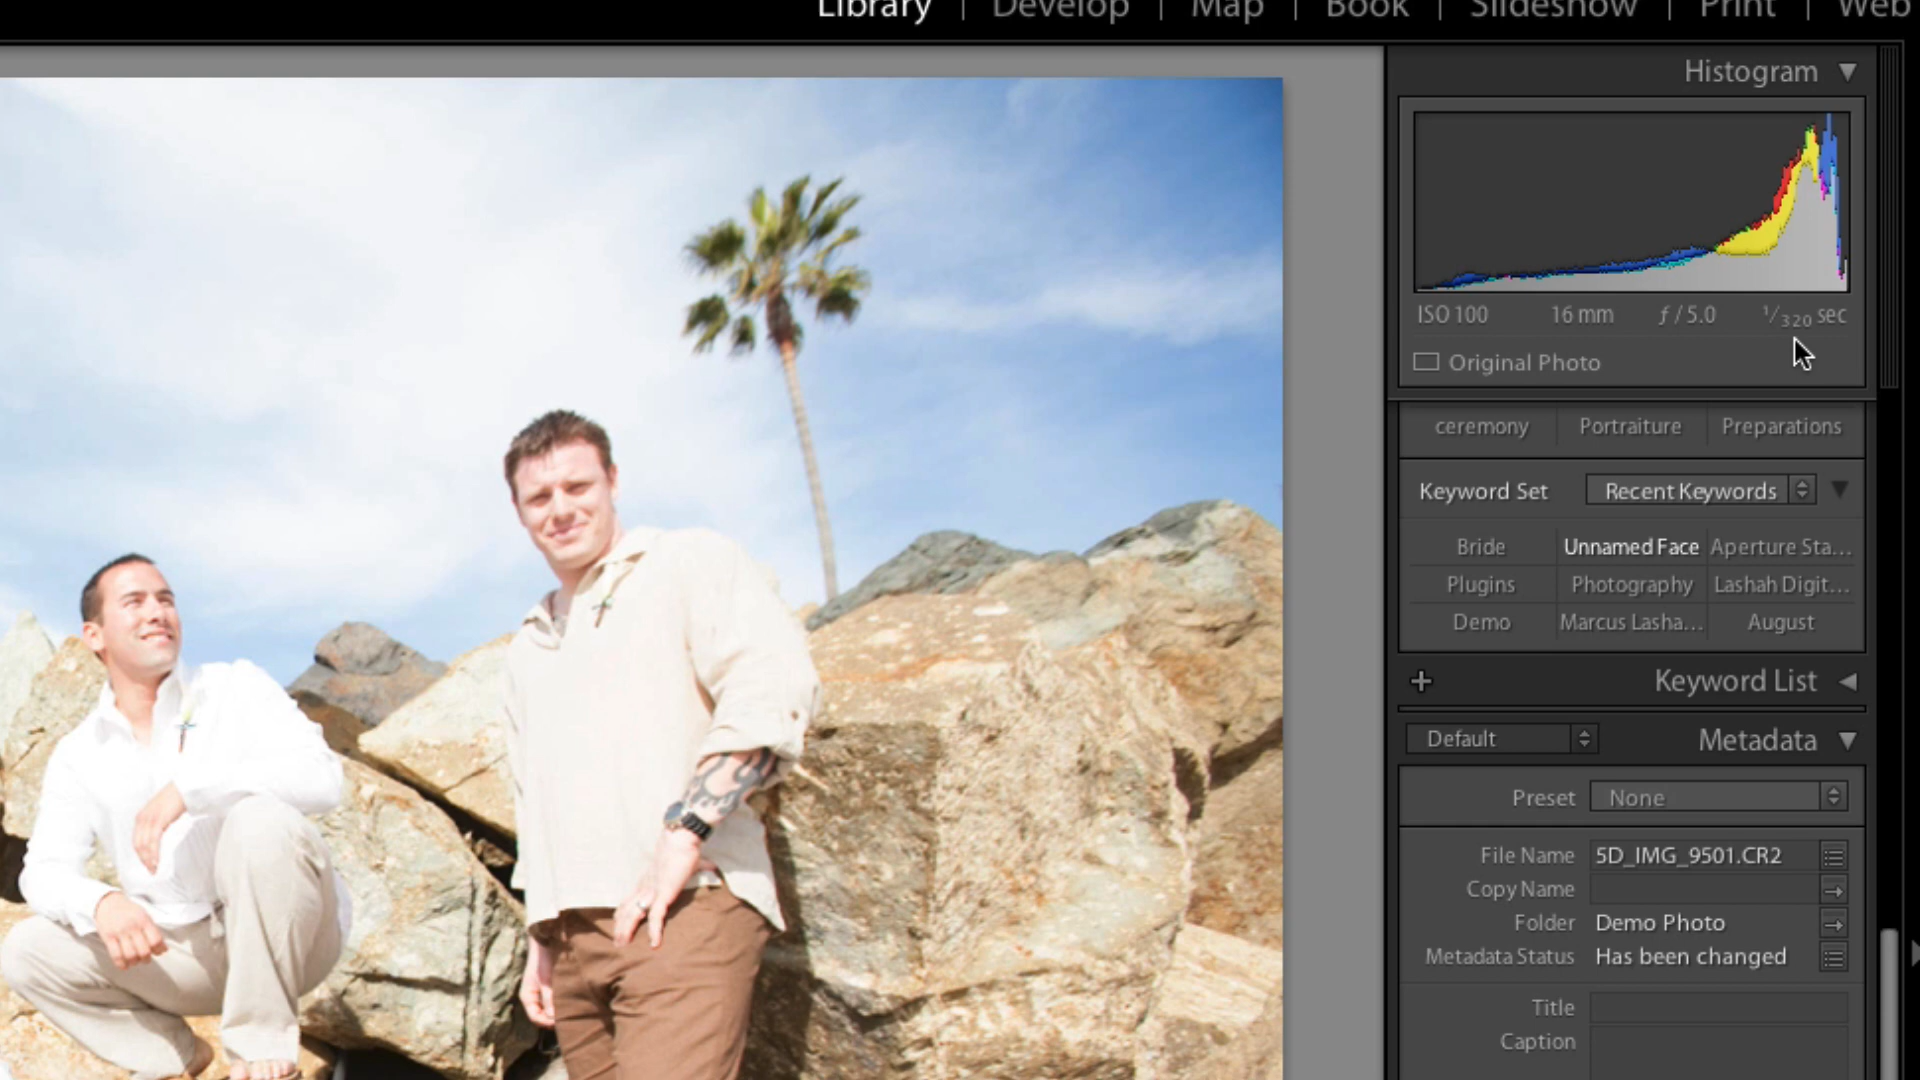 Library | Develop | Map | Book | Slideshow | Print | Web
Histogram
ISO 100 16 mm f / 5.0 1/320 sec
Original Photo
ceremony Portraiture Preparations
Keyword Set Recent Keywords
Bride Unnamed Face Aperture Sta...
Plugins Photography Lashah Digit...
Demo Marcus Lasha... August
+ Keyword List
Default Metadata
Preset None
File Name 5D_IMG_9501.CR2
Copy Name
Folder Demo Photo
Metadata Status Has been changed
Title
Caption